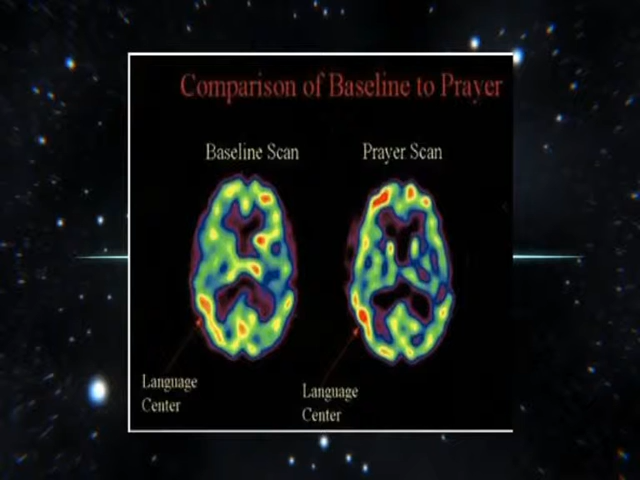 Comparison of Baseline to Prayer
Baseline Scan
Prayer Scan
Language
Center
Language
Center